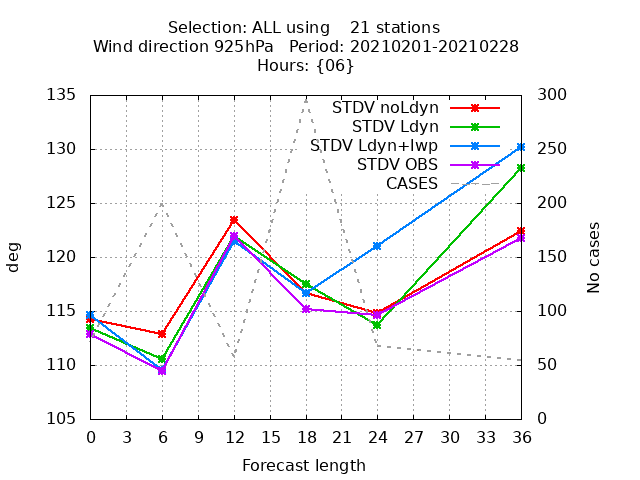 Selection: ALL using    21 stations
Wind direction 925hPa   Period: 20210201-20210228
Hours: {06}
135 300
STDV noLdyn
STDV Ldyn
130 STDV Ldyn+lwp 250
STDV OBS
CASES
125 200
120 150
deg
No cases
115 100
110 50
105 0
0 3 6 9 12 15 18 21 24 27 30 33 36
Forecast length